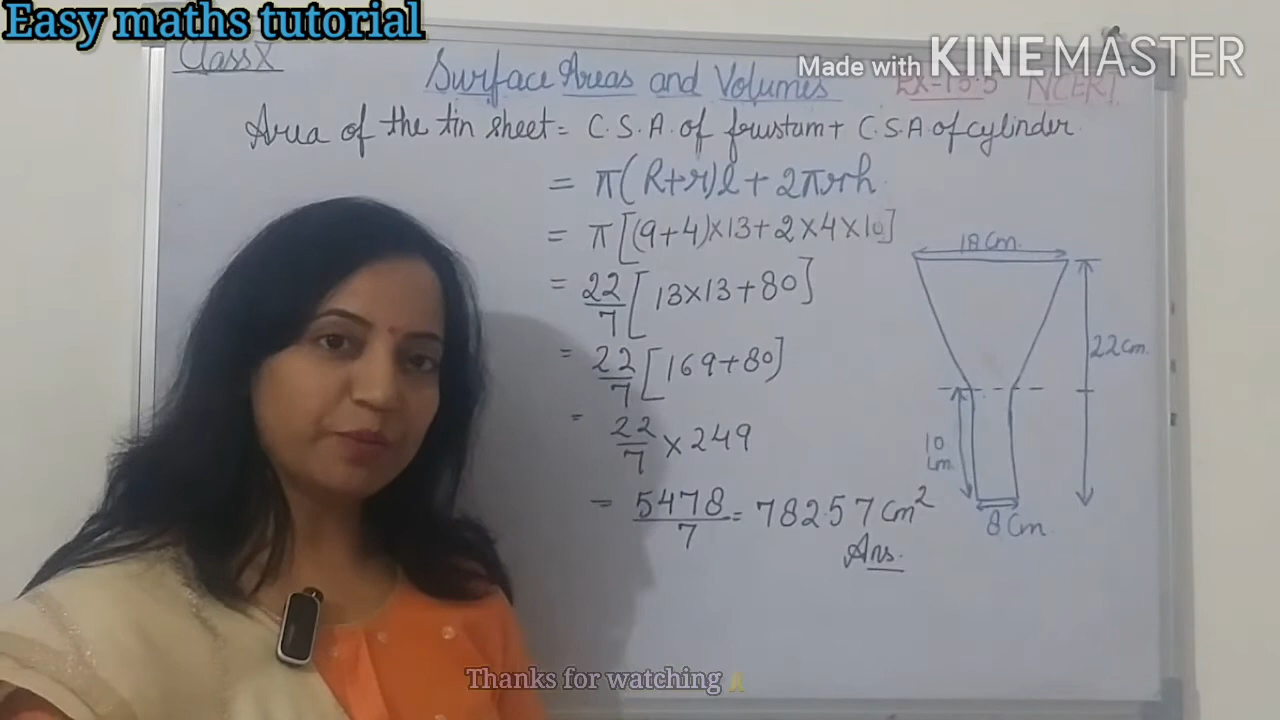 Easy maths tutorial
Made with KINEMASTER
Class X
Surface Areas and Volumes Ex-13.5 NCERT
Area of the tin sheet = C.S.A. of frustum + C.S.A. of cylinder
= π(R+r)l + 2πrh
= π[(9+4)×13+2×4×10]
= 22/7 [13×13+80]
= 22/7 [169+80]
= 22/7 × 249
= 5478/7 = 782.57 cm²
Ans.
18 cm.
22 cm.
10 cm.
8 cm
Thanks for watching